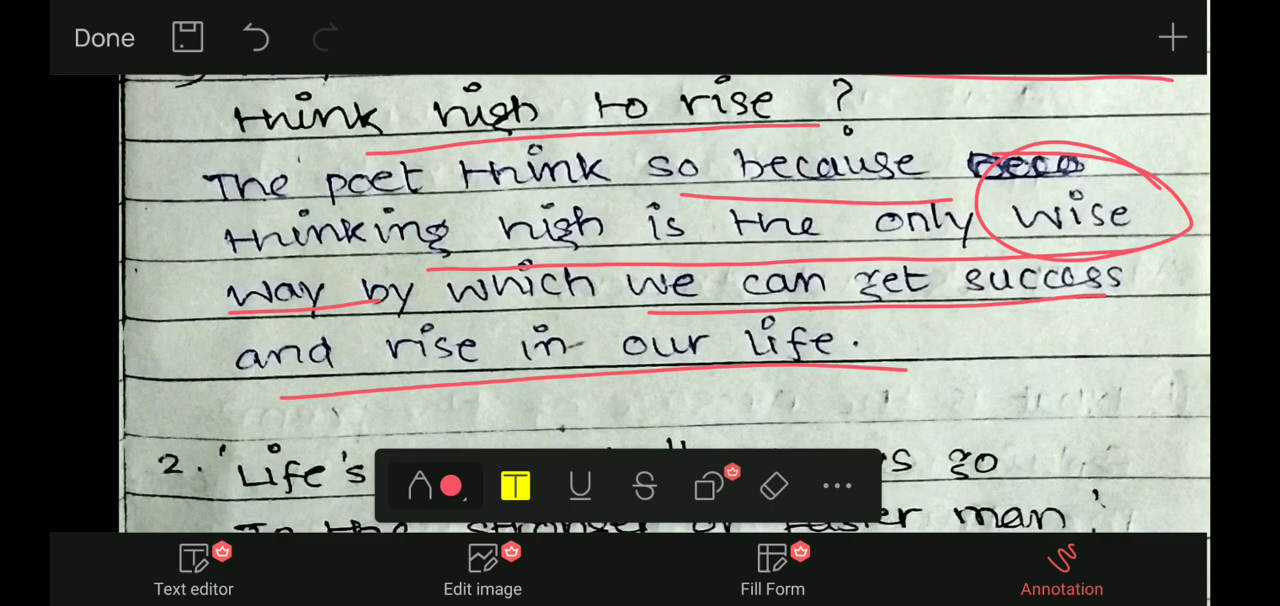 Done
think high to rise ?
The poet think so because
thinking high is the only wise
way by which we can get success
and rise in our life.
2. 'Life's go
man'
Text editor
Edit image
Fill Form
Annotation